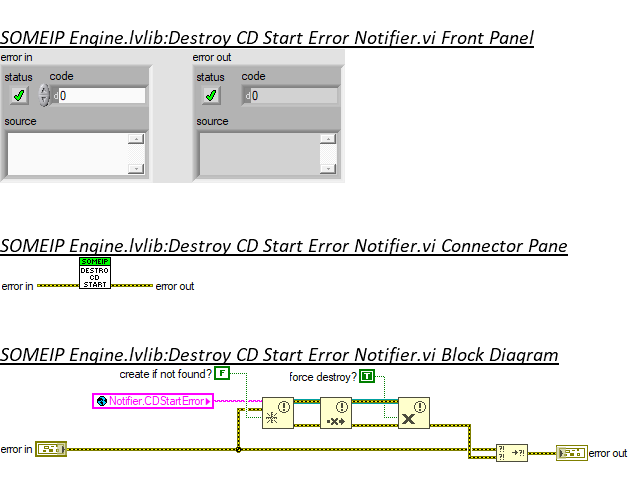 SOMEIP Engine.lvlib:Destroy CD Start Error Notifier.vi Front Panel
error in
error out
status code
status code
d0
d0
source
source
SOMEIP Engine.lvlib:Destroy CD Start Error Notifier.vi Connector Pane
SOMEIP
DESTRO
CD
START
error in
error out
SOMEIP Engine.lvlib:Destroy CD Start Error Notifier.vi Block Diagram
create if not found? F
force destroy? T
Notifier.CDStartError
error in
error out